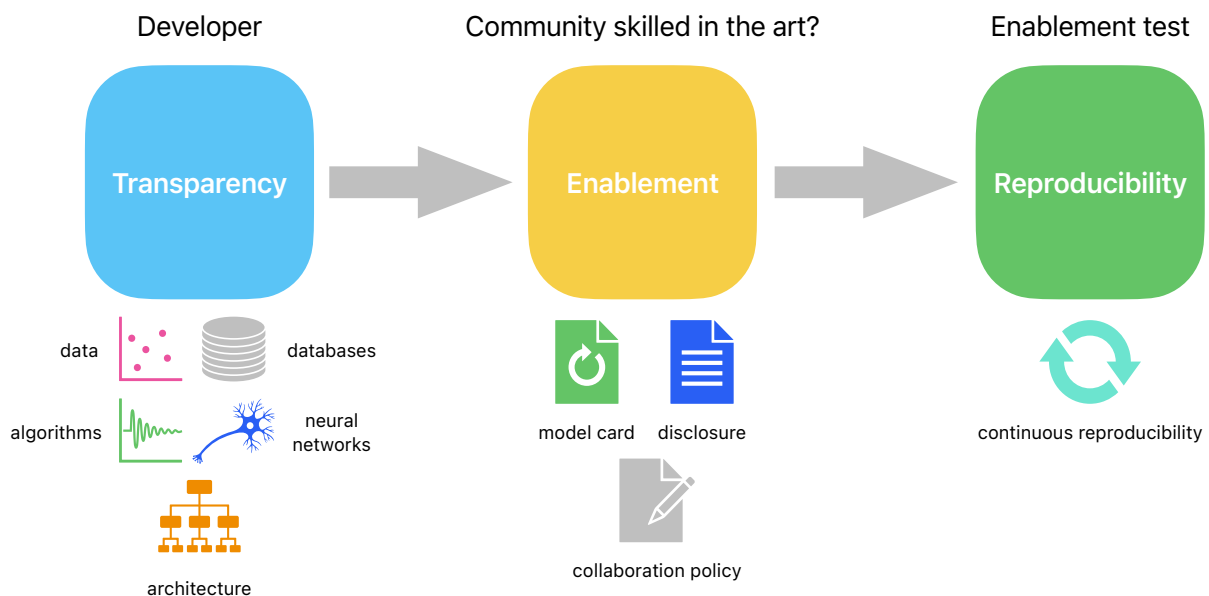 Developer
Community skilled in the art?
Enablement test
Transparency
Enablement
Reproducibility
data
databases
algorithms
neural
networks
architecture
model card
disclosure
collaboration policy
continuous reproducibility